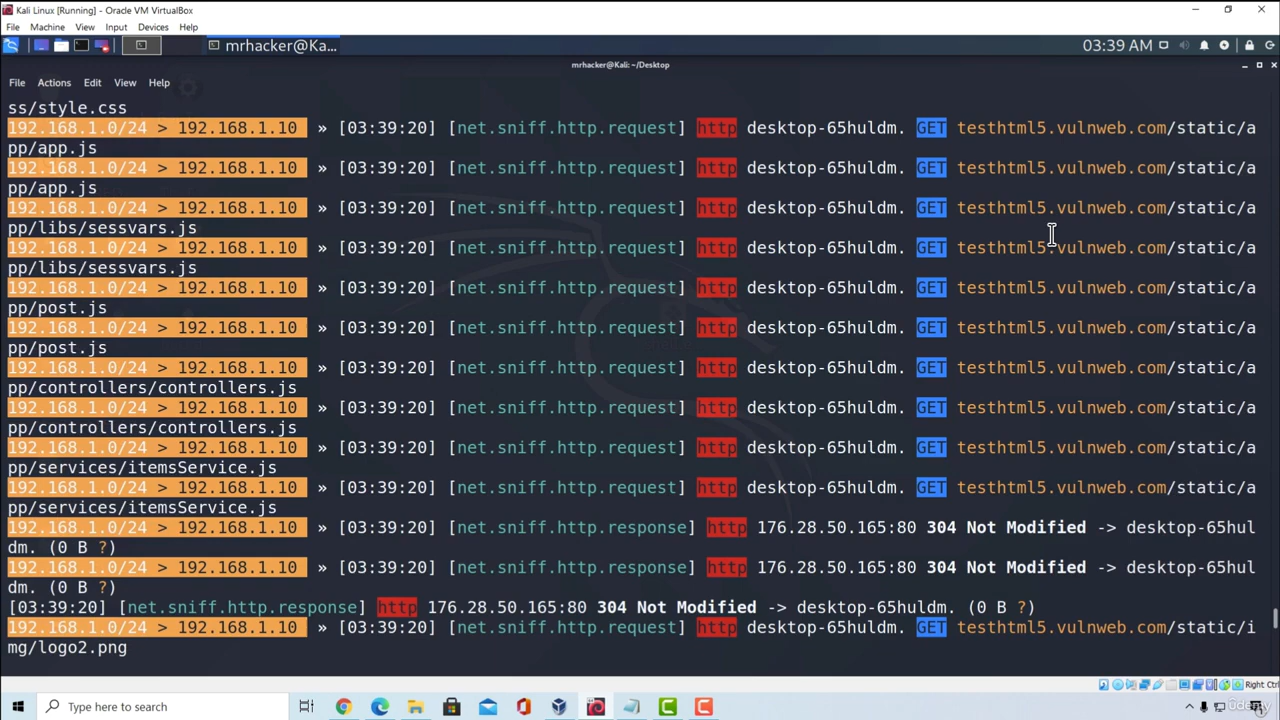 Kali Linux [Running] - Oracle VM VirtualBox
File Machine View Input Devices Help
mrhacker@Ka... 03:39 AM
mrhacker@Kali: ~/Desktop
File Actions Edit View Help
ss/style.css
192.168.1.0/24 > 192.168.1.10 » [03:39:20] [net.sniff.http.request] http desktop-65huldm. GET testhtml5.vulnweb.com/static/a
pp/app.js
192.168.1.0/24 > 192.168.1.10 » [03:39:20] [net.sniff.http.request] http desktop-65huldm. GET testhtml5.vulnweb.com/static/a
pp/app.js
192.168.1.0/24 > 192.168.1.10 » [03:39:20] [net.sniff.http.request] http desktop-65huldm. GET testhtml5.vulnweb.com/static/a
pp/libs/sessvars.js
192.168.1.0/24 > 192.168.1.10 » [03:39:20] [net.sniff.http.request] http desktop-65huldm. GET testhtml5.vulnweb.com/static/a
pp/libs/sessvars.js
192.168.1.0/24 > 192.168.1.10 » [03:39:20] [net.sniff.http.request] http desktop-65huldm. GET testhtml5.vulnweb.com/static/a
pp/post.js
192.168.1.0/24 > 192.168.1.10 » [03:39:20] [net.sniff.http.request] http desktop-65huldm. GET testhtml5.vulnweb.com/static/a
pp/post.js
192.168.1.0/24 > 192.168.1.10 » [03:39:20] [net.sniff.http.request] http desktop-65huldm. GET testhtml5.vulnweb.com/static/a
pp/controllers/controllers.js
192.168.1.0/24 > 192.168.1.10 » [03:39:20] [net.sniff.http.request] http desktop-65huldm. GET testhtml5.vulnweb.com/static/a
pp/controllers/controllers.js
192.168.1.0/24 > 192.168.1.10 » [03:39:20] [net.sniff.http.request] http desktop-65huldm. GET testhtml5.vulnweb.com/static/a
pp/services/itemsService.js
192.168.1.0/24 > 192.168.1.10 » [03:39:20] [net.sniff.http.request] http desktop-65huldm. GET testhtml5.vulnweb.com/static/a
pp/services/itemsService.js
192.168.1.0/24 > 192.168.1.10 » [03:39:20] [net.sniff.http.response] http 176.28.50.165:80 304 Not Modified -> desktop-65hul
dm. (0 B ?)
192.168.1.0/24 > 192.168.1.10 » [03:39:20] [net.sniff.http.response] http 176.28.50.165:80 304 Not Modified -> desktop-65hul
dm. (0 B ?)
[03:39:20] [net.sniff.http.response] http 176.28.50.165:80 304 Not Modified -> desktop-65huldm. (0 B ?)
192.168.1.0/24 > 192.168.1.10 » [03:39:20] [net.sniff.http.request] http desktop-65huldm. GET testhtml5.vulnweb.com/static/i
mg/logo2.png
Right Ctrl
Type here to search
Udemy